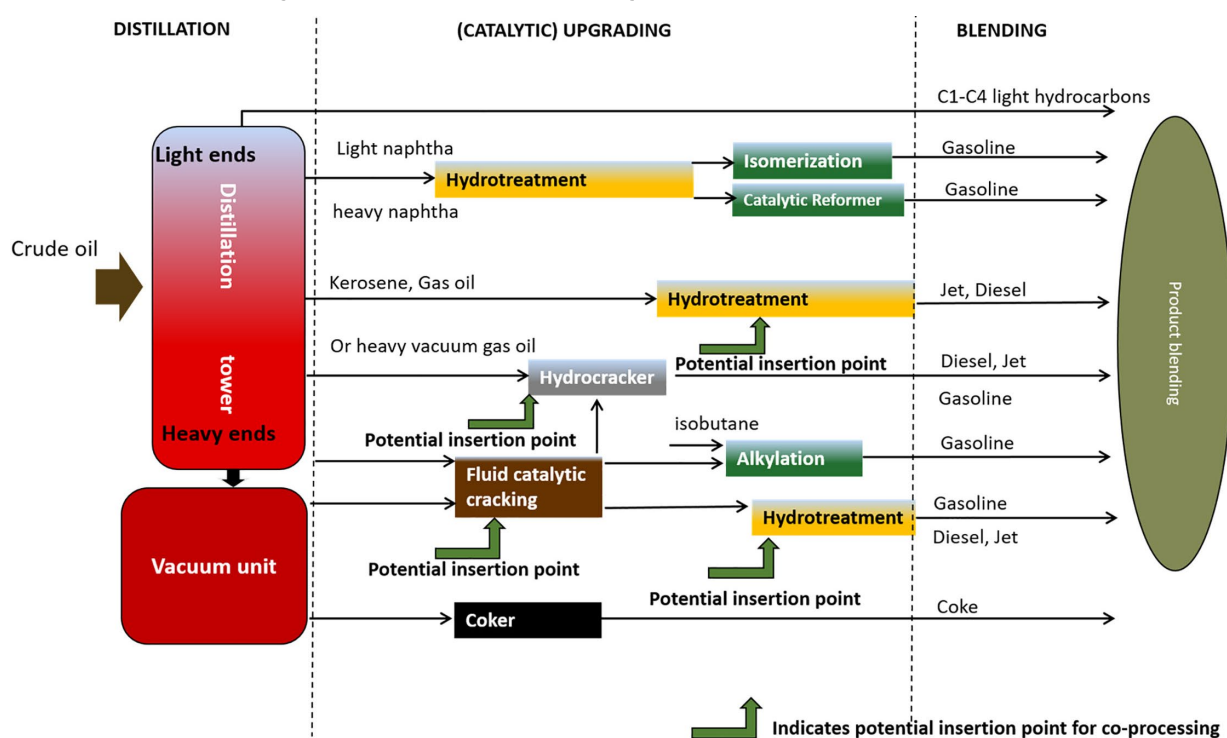 DISTILLATION
(CATALYTIC) UPGRADING
BLENDING
C1-C4 light hydrocarbons
Light ends
Light naphtha
Isomerization
Gasoline
Hydrotreatment
Catalytic Reformer
Gasoline
heavy naphtha
Distillation
tower
Crude oil
Kerosene, Gas oil
Hydrotreatment
Jet, Diesel
Product blending
Or heavy vacuum gas oil
Potential insertion point
Hydrocracker
Diesel, Jet
Gasoline
Heavy ends
Potential insertion point
isobutane
Gasoline
Fluid catalytic
cracking
Alkylation
Gasoline
Hydrotreatment
Diesel, Jet
Vacuum unit
Potential insertion point
Potential insertion point
Coker
Coke
Indicates potential insertion point for co-processing